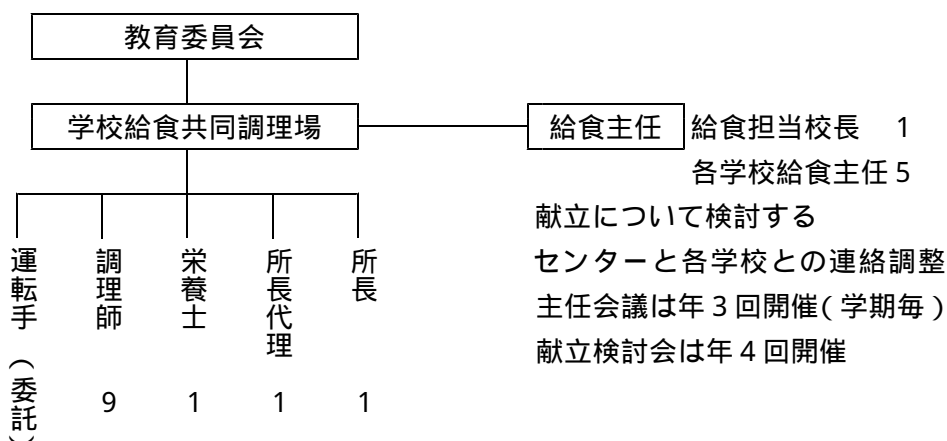 教育委員会
学校給食共同調理場
給食主任
給食担当校長 1
各学校給食主任 5
献立について検討する
センターと各学校との連絡調整
主任会議は年3回開催(学期毎)
献立検討会は年4回開催
運転手(委託)
調理師 9
栄養士 1
所長代理 1
所長 1